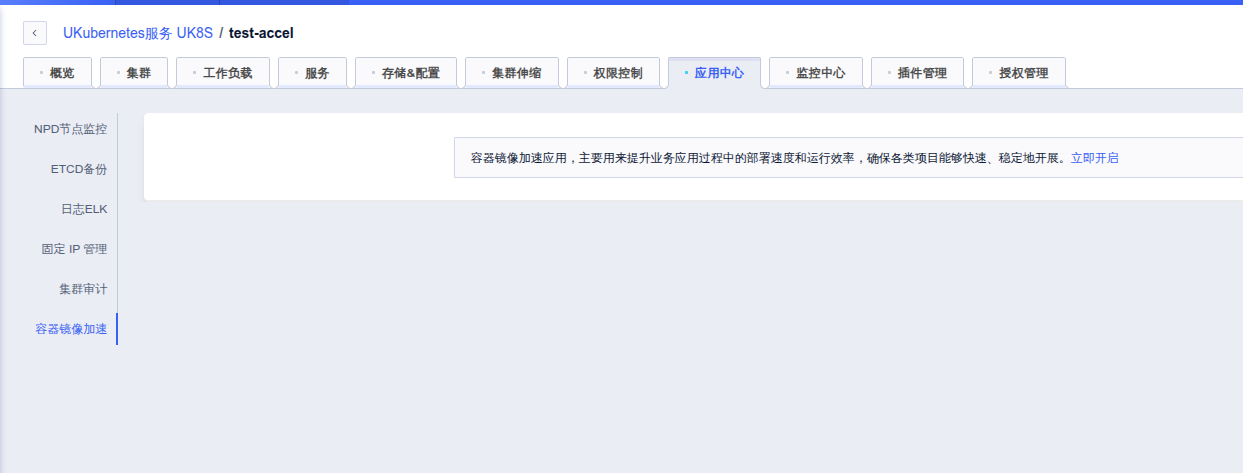 UKubernetes服务 UK8S / test-accel
概览 集群 工作负载 服务 存储&配置 集群伸缩 权限控制 应用中心 监控中心 插件管理 授权管理
NPD节点监控
ETCD备份
日志ELK
固定 IP 管理
集群审计
容器镜像加速
容器镜像加速应用，主要用来提升业务应用过程中的部署速度和运行效率，确保各类项目能够快速、稳定地开展。立即开启